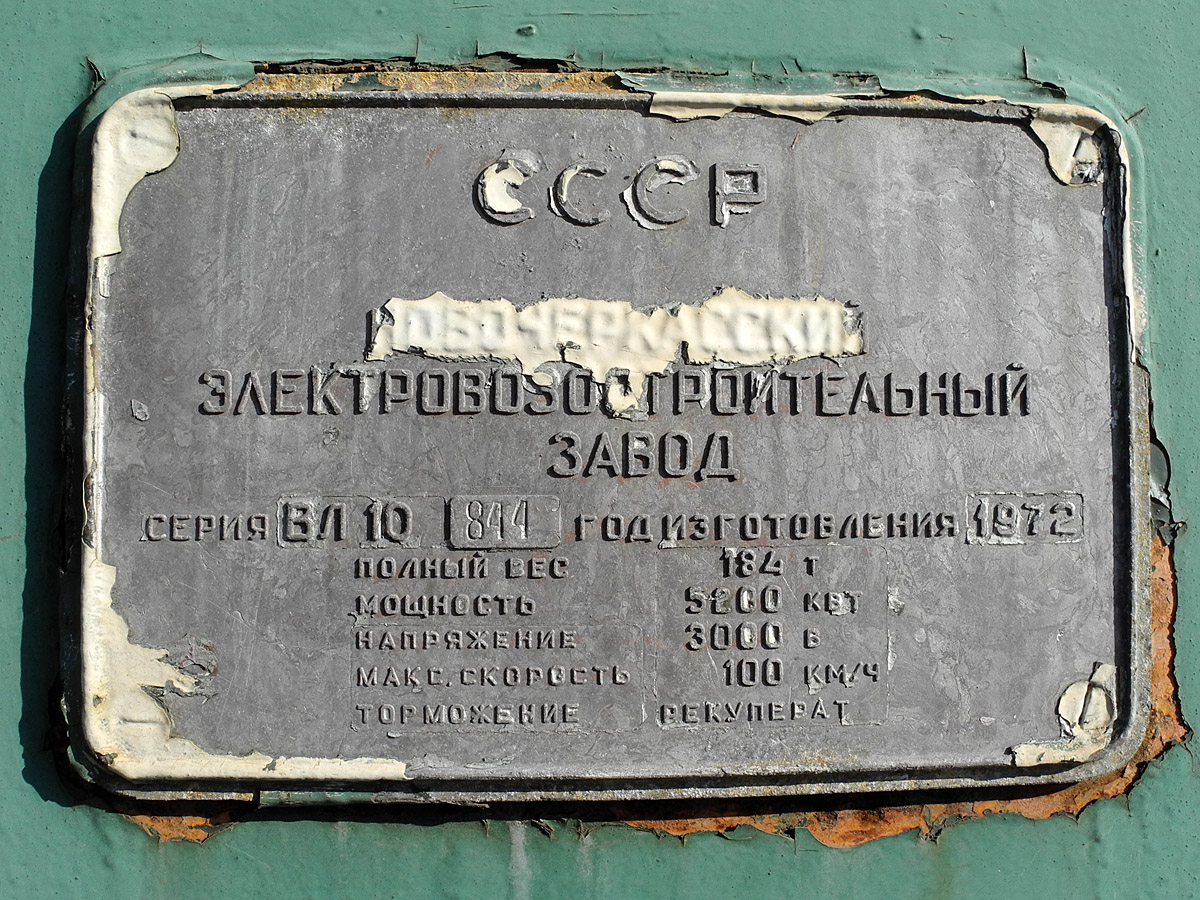 СССР
НОВОЧЕРКАССКИЙ
ЭЛЕКТРОВОЗОСТРОИТЕЛЬНЫЙ
ЗАВОД
СЕРИЯ ВЛ 10 844 ГОД ИЗГОТОВЛЕНИЯ 1972
ПОЛНЫЙ ВЕС 184 Т
МОЩНОСТЬ 5200 КВТ
НАПРЯЖЕНИЕ 3000 В
МАКС. СКОРОСТЬ 100 КМ/Ч
ТОРМОЖЕНИЕ РЕКУПЕРАТ